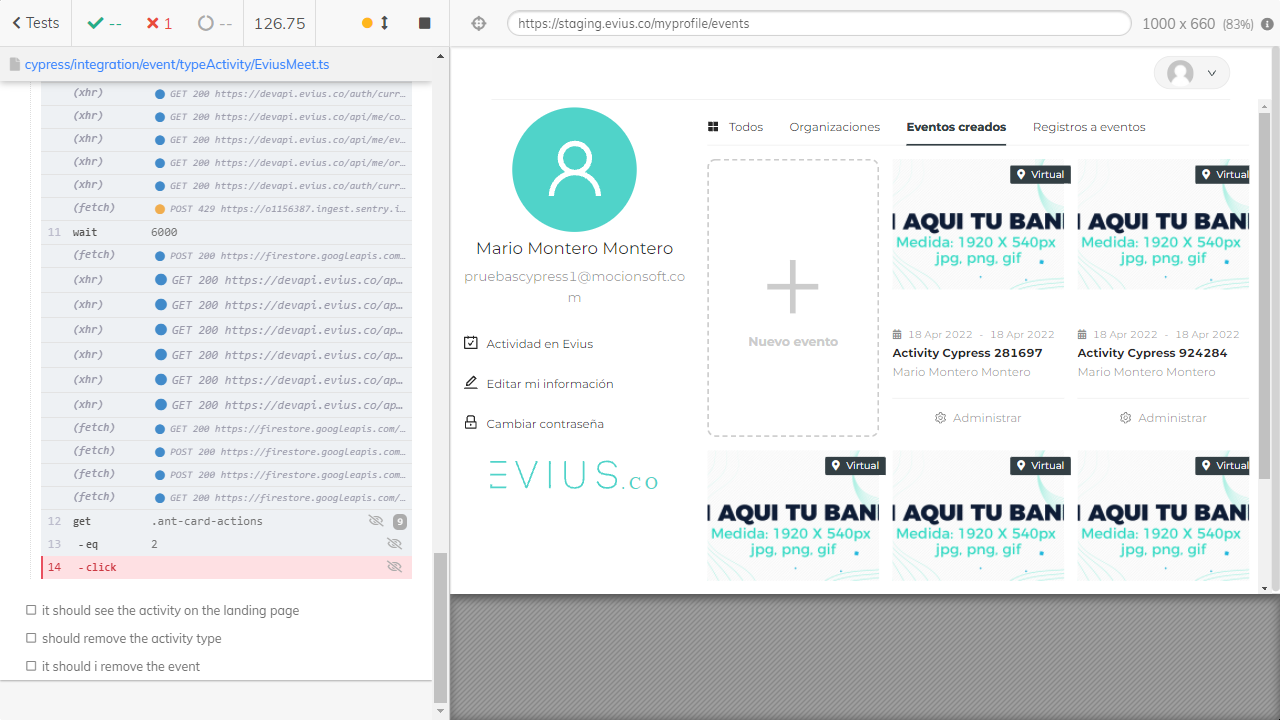 Tests
--
1
--
126.75
https://staging.evius.co/myprofile/events
1000 x 660 (83%)
cypress/integration/event/typeActivity/EviusMeet.ts
(xhr) GET 200 https://devapi.evius.co/auth/curr…
(xhr) GET 200 https://devapi.evius.co/api/me/co…
(xhr) GET 200 https://devapi.evius.co/api/me/ev…
(xhr) GET 200 https://devapi.evius.co/api/me/or…
(xhr) GET 200 https://devapi.evius.co/auth/curr…
(fetch) POST 429 https://o1156387.ingest.sentry.i…
11 wait 6000
(fetch) POST 200 https://firestore.googleapis.com…
(xhr) GET 200 https://devapi.evius.co/ap…
(xhr) GET 200 https://devapi.evius.co/ap…
(xhr) GET 200 https://devapi.evius.co/ap…
(xhr) GET 200 https://devapi.evius.co/ap…
(xhr) GET 200 https://devapi.evius.co/ap…
(xhr) GET 200 https://devapi.evius.co/ap…
(fetch) GET 200 https://firestore.googleapis.com/…
(fetch) POST 200 https://firestore.googleapis.com…
(fetch) POST 200 https://firestore.googleapis.com…
(fetch) GET 200 https://firestore.googleapis.com/…
12 get .ant-card-actions 9
13 -eq 2
14 -click
it should see the activity on the landing page
should remove the activity type
it should i remove the event
Mario Montero Montero
pruebascypress1@mocionsoft.co
m
Actividad en Evius
Editar mi información
Cambiar contraseña
EVIUS.co
Todos Organizaciones Eventos creados Registros a eventos
Nuevo evento
Virtual
AQUI TU BAN
Medida: 1920 X 540px
jpg, png, gif
18 Apr 2022 - 18 Apr 2022
Activity Cypress 281697
Mario Montero Montero
Administrar
Virtual
AQUI TU BAN
Medida: 1920 X 540px
jpg, png, gif
18 Apr 2022 - 18 Apr 2022
Activity Cypress 924284
Mario Montero Montero
Administrar
Virtual
AQUI TU BAN
Medida: 1920 X 540px
jpg, png, gif
Virtual
AQUI TU BAN
Medida: 1920 X 540px
jpg, png, gif
Virtual
AQUI TU BAN
Medida: 1920 X 540px
jpg, png, gif